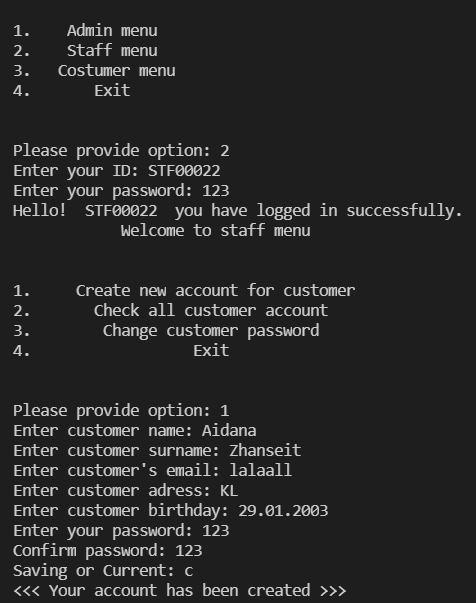 1.    Admin menu
2.    Staff menu
3.   Costumer menu
4.       Exit
Please provide option: 2
Enter your ID: STF00022
Enter your password: 123
Hello!  STF00022  you have logged in successfully.
            Welcome to staff menu
1.     Create new account for customer
2.       Check all customer account
3.        Change customer password
4.                  Exit
Please provide option: 1
Enter customer name: Aidana
Enter customer surname: Zhanseit
Enter customer's email: lalaall
Enter customer adress: KL
Enter customer birthday: 29.01.2003
Enter your password: 123
Confirm password: 123
Saving or Current: c
<<< Your account has been created >>>